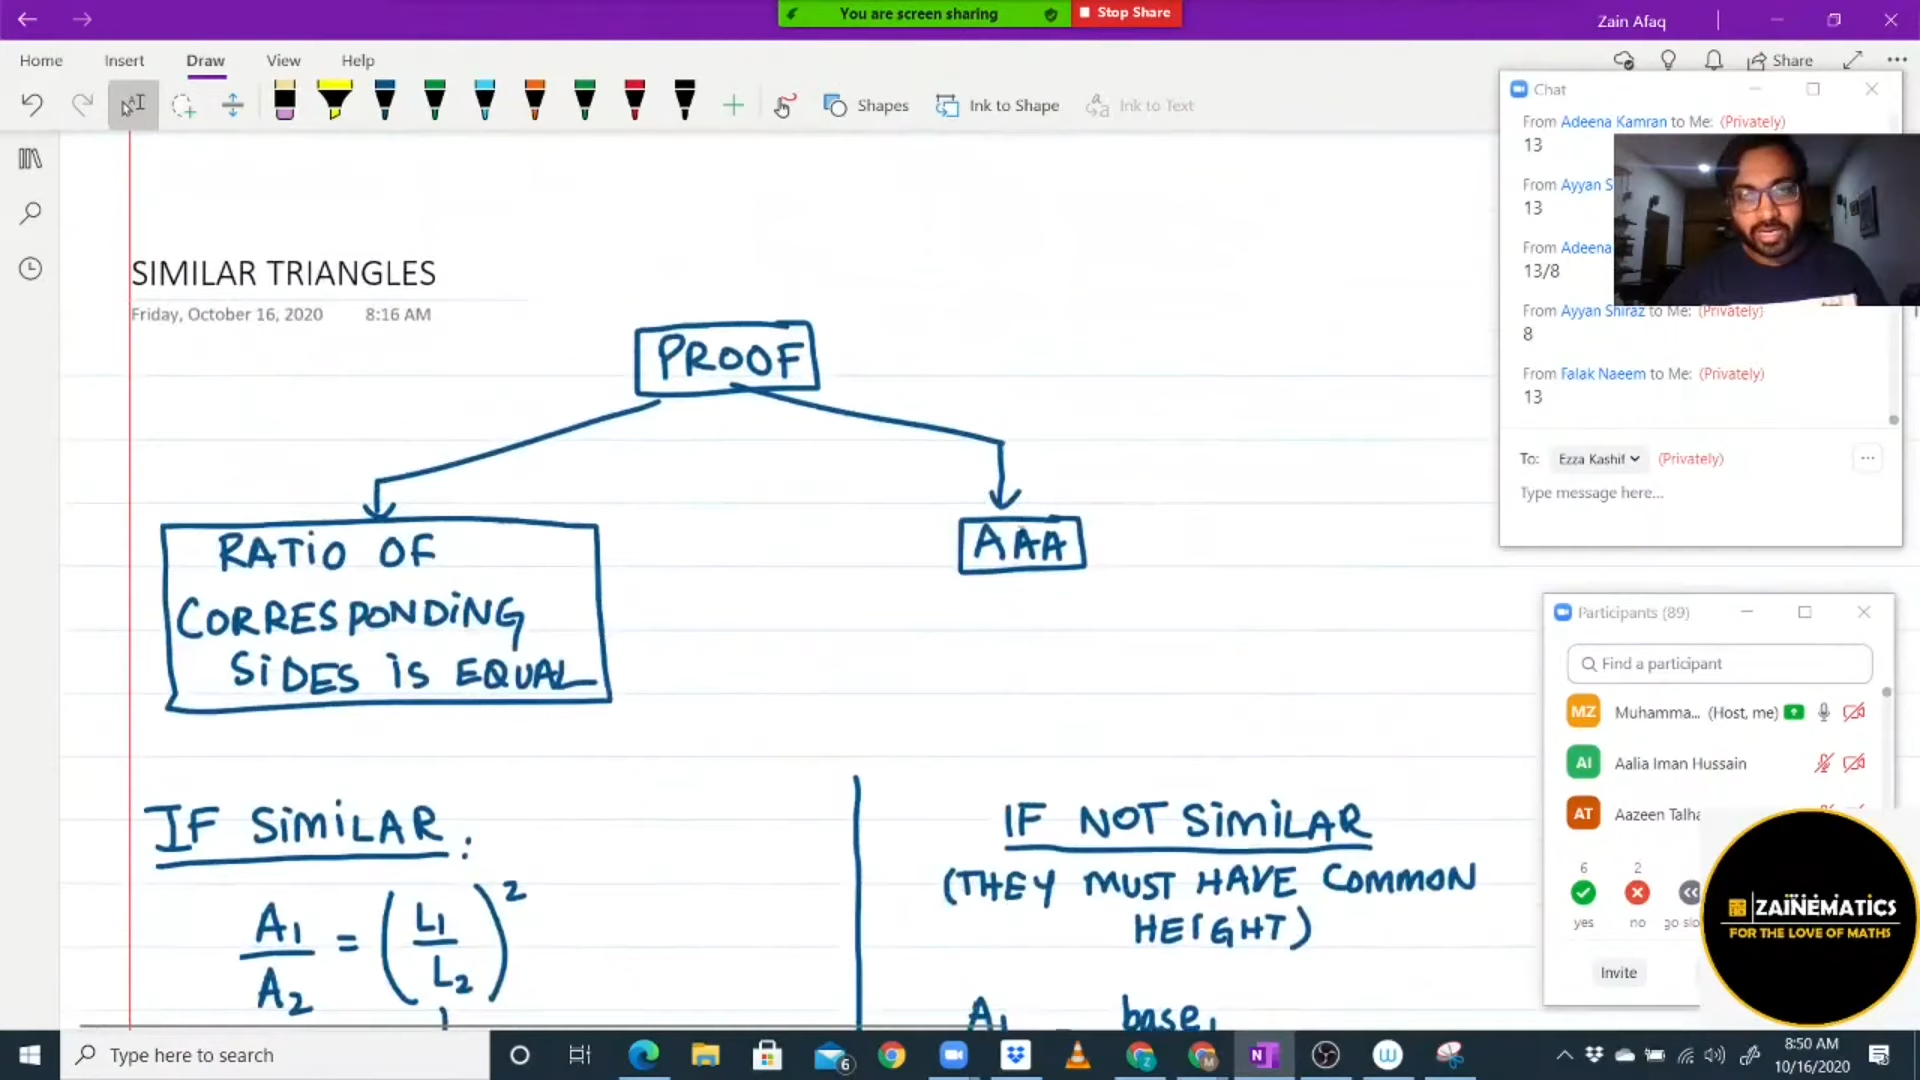 You are screen sharing
Stop Share
Zain Afaq
Home
Insert
Draw
View
Help
Share
Shapes
Ink to Shape
Ink to Text
SIMILAR TRIANGLES
Friday, October 16, 2020
8:16 AM
PROOF
RATIO OF
CORRESPONDING
SIDES IS EQUAL
AAA
IF SIMILAR:
A1
A2
=
(L1
L2)
2
IF NOT SIMILAR
(THEY MUST HAVE COMMON
HEIGHT)
A1
base1
Chat
From Adeena Kamran to Me: (Privately)
13
From Ayyan S
13
From Adeena
13/8
From Ayyan Shiraz to Me: (Privately)
8
From Falak Naeem to Me: (Privately)
13
To: Ezza Kashif (Privately)
Type message here...
Participants (89)
Find a participant
MZ Muhamma... (Host, me)
AI Aalia Iman Hussain
AT Aazeen Talha
6
2
yes
no
go slo
Invite
ZAINEMATICS
FOR THE LOVE OF MATHS
Type here to search
6
8:50 AM
10/16/2020